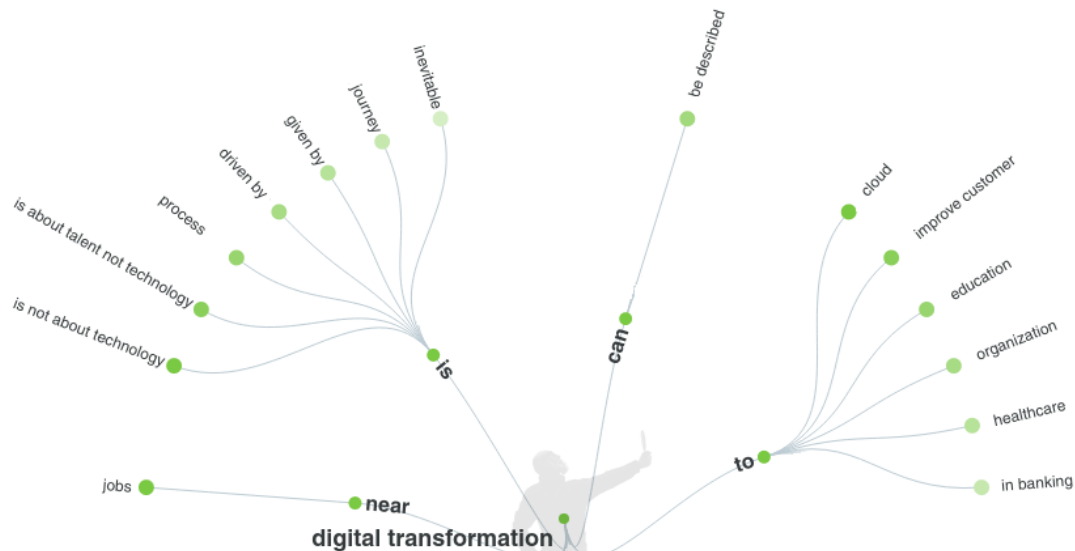 inevitable
journey
given by
driven by
process
is about talent not technology
is not about technology
is
be described
can
cloud
improve customer
education
organization
healthcare
in banking
to
jobs
near
digital transformation